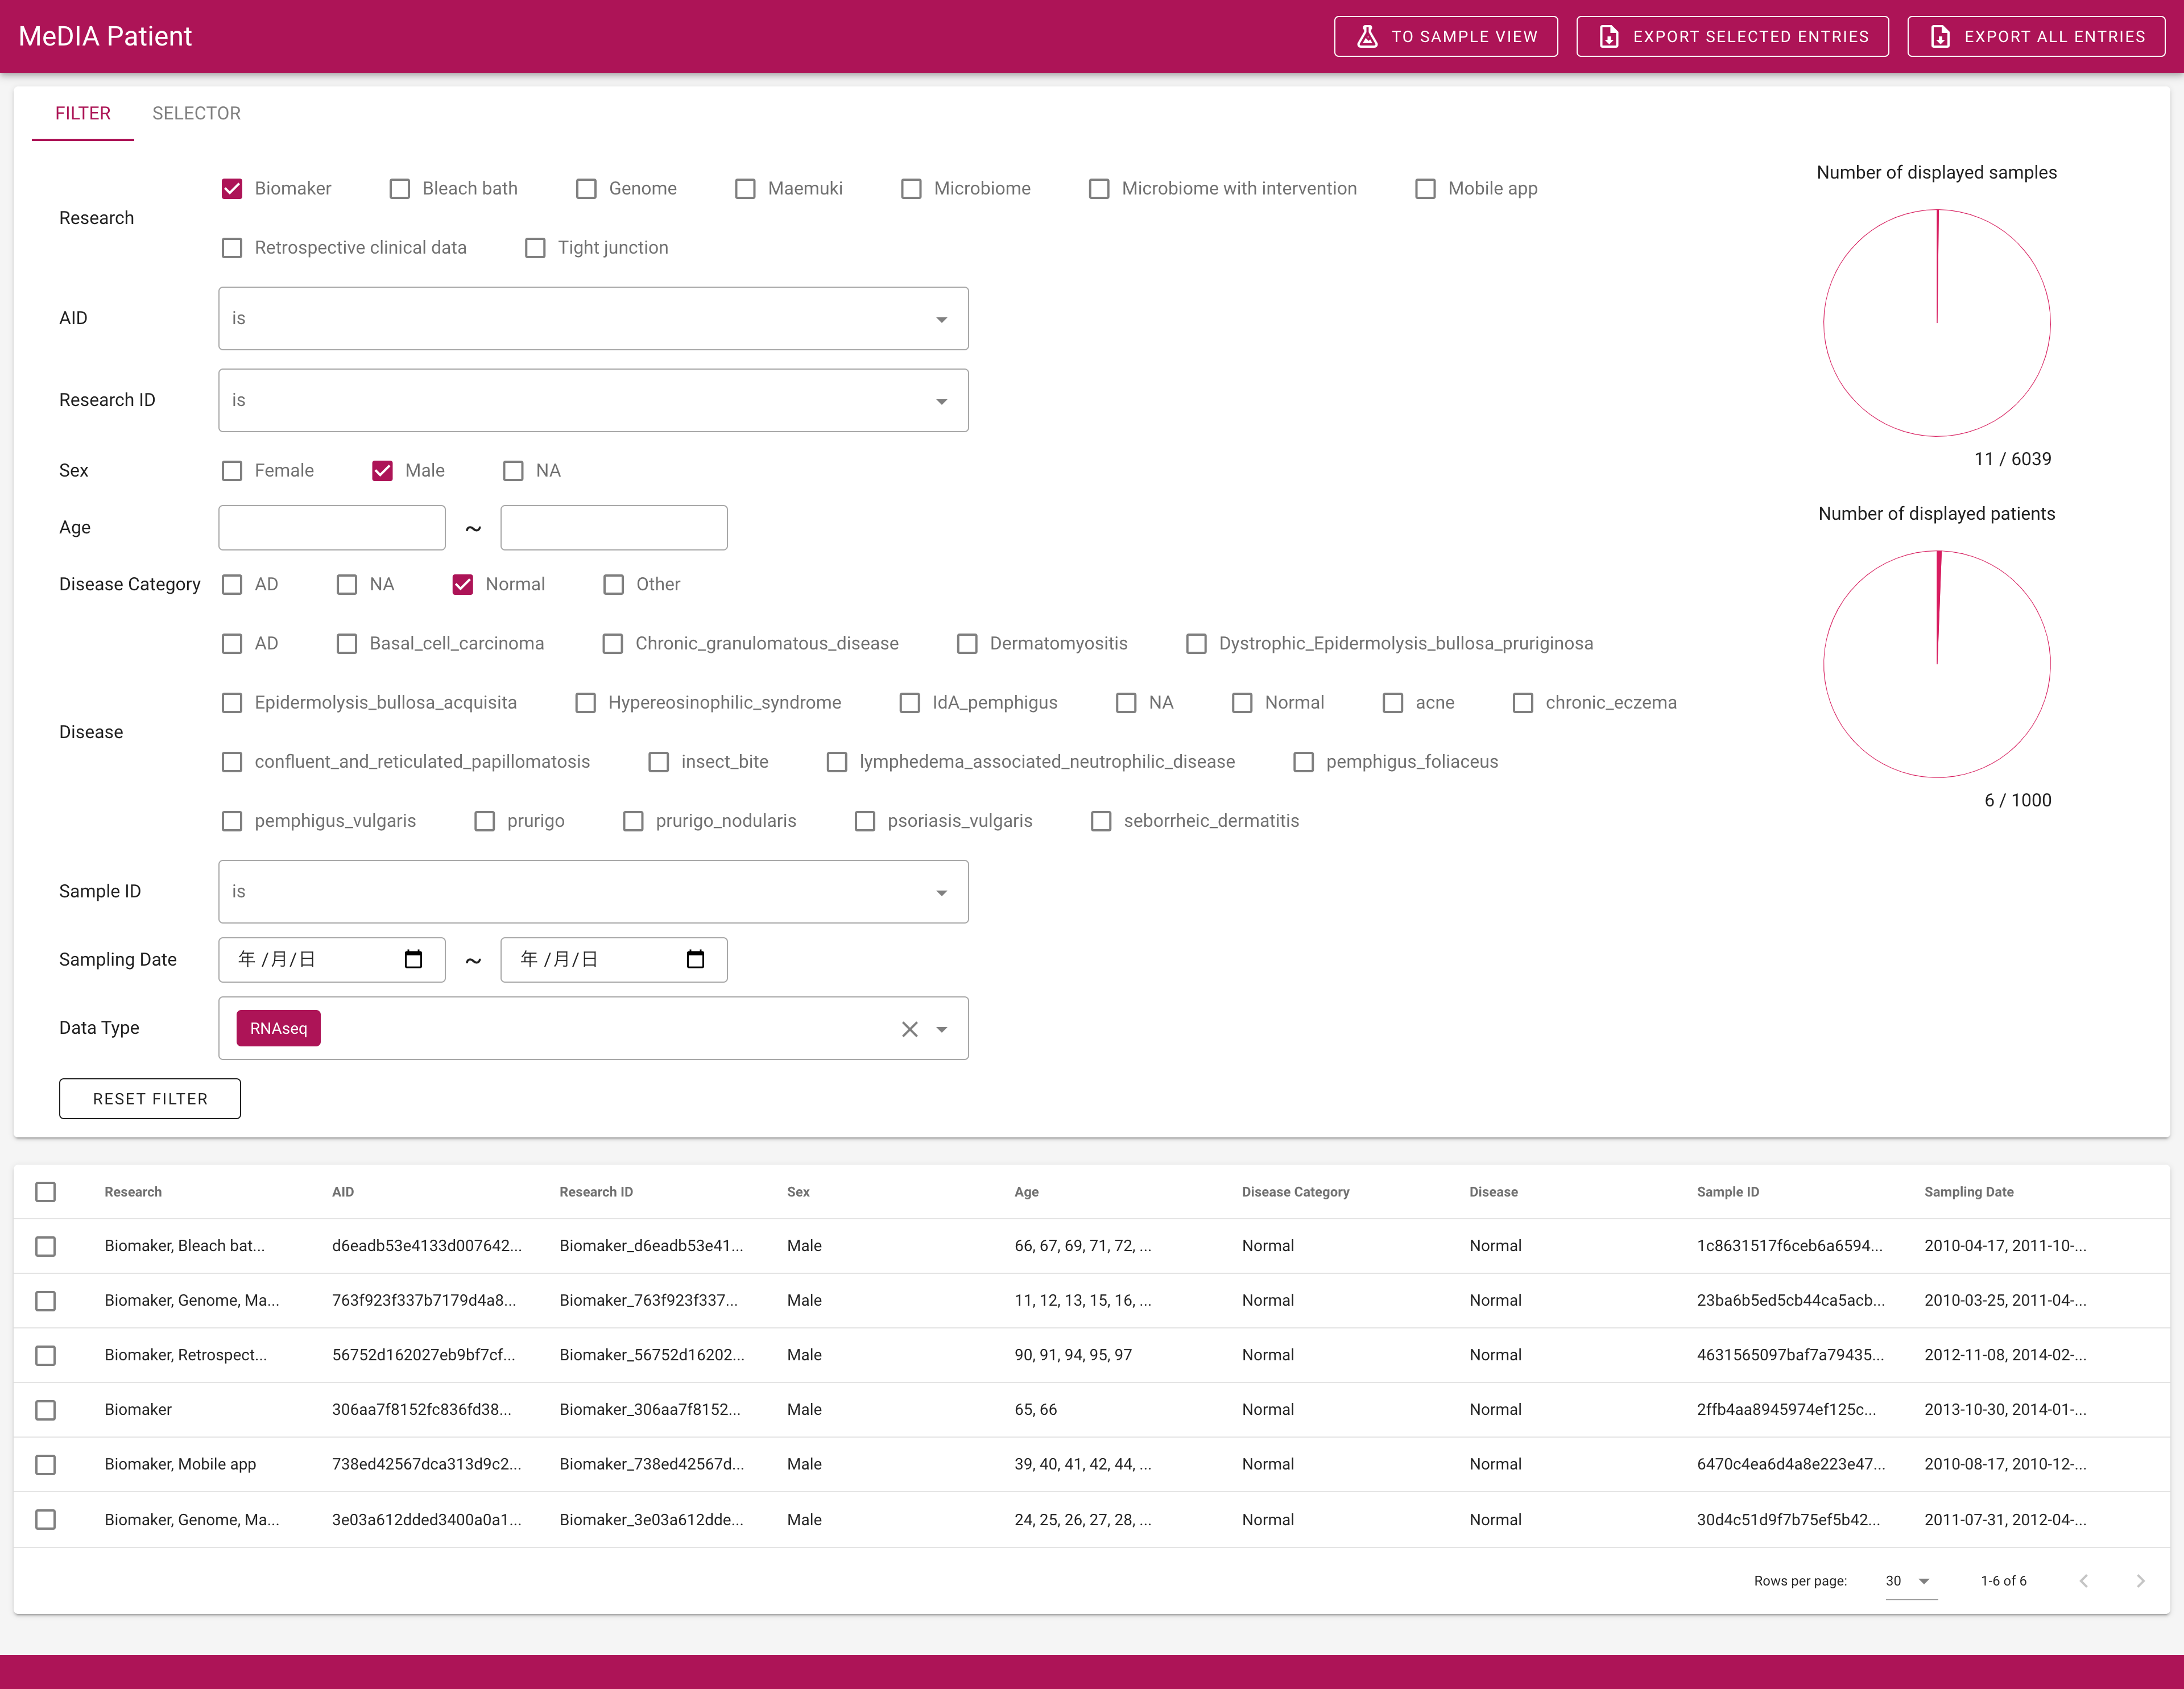 MeDIA Patient
TO SAMPLE VIEW
EXPORT SELECTED ENTRIES
EXPORT ALL ENTRIES
FILTER SELECTOR
Research
Biomaker Bleach bath Genome Maemuki Microbiome Microbiome with intervention Mobile app
Retrospective clinical data Tight junction
AID is
Research ID is
Sex Female Male NA
Age ~
Disease Category AD NA Normal Other
Disease
AD Basal_cell_carcinoma Chronic_granulomatous_disease Dermatomyositis Dystrophic_Epidermolysis_bullosa_pruriginosa
Epidermolysis_bullosa_acquisita Hypereosinophilic_syndrome IdA_pemphigus NA Normal acne chronic_eczema
confluent_and_reticulated_papillomatosis insect_bite lymphedema_associated_neutrophilic_disease pemphigus_foliaceus
pemphigus_vulgaris prurigo prurigo_nodularis psoriasis_vulgaris seborrheic_dermatitis
Sample ID is
Sampling Date 年 /月/日 ~ 年 /月/日
Data Type RNAseq
RESET FILTER
Number of displayed samples
11 / 6039
Number of displayed patients
6 / 1000
Research AID Research ID Sex Age Disease Category Disease Sample ID Sampling Date
Biomaker, Bleach bat... d6eadb53e4133d007642... Biomaker_d6eadb53e41... Male 66, 67, 69, 71, 72, ... Normal Normal 1c8631517f6ceb6a6594... 2010-04-17, 2011-10-...
Biomaker, Genome, Ma... 763f923f337b7179d4a8... Biomaker_763f923f337... Male 11, 12, 13, 15, 16, ... Normal Normal 23ba6b5ed5cb44ca5acb... 2010-03-25, 2011-04-...
Biomaker, Retrospect... 56752d162027eb9bf7cf... Biomaker_56752d16202... Male 90, 91, 94, 95, 97 Normal Normal 4631565097baf7a79435... 2012-11-08, 2014-02-...
Biomaker 306aa7f8152fc836fd38... Biomaker_306aa7f8152... Male 65, 66 Normal Normal 2ffb4aa8945974ef125c... 2013-10-30, 2014-01-...
Biomaker, Mobile app 738ed42567dca313d9c2... Biomaker_738ed42567d... Male 39, 40, 41, 42, 44, ... Normal Normal 6470c4ea6d4a8e223e47... 2010-08-17, 2010-12-...
Biomaker, Genome, Ma... 3e03a612dded3400a0a1... Biomaker_3e03a612dde... Male 24, 25, 26, 27, 28, ... Normal Normal 30d4c51d9f7b75ef5b42... 2011-07-31, 2012-04-...
Rows per page: 30 1-6 of 6